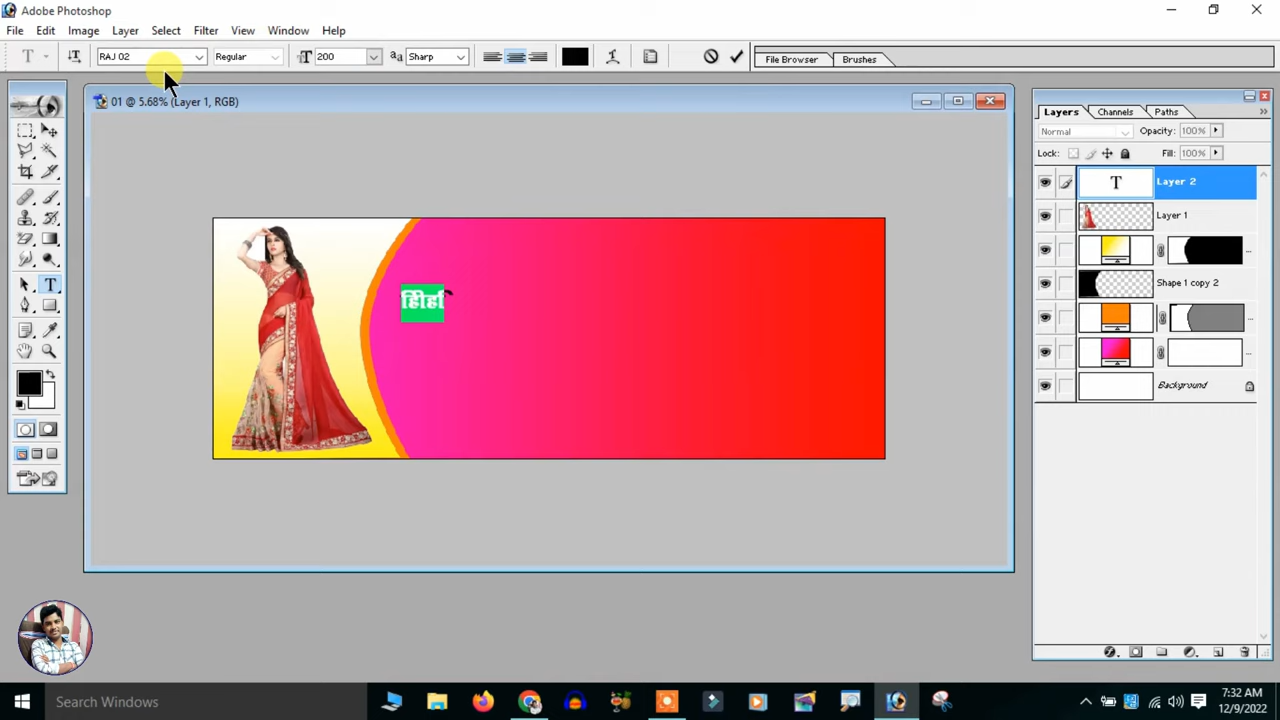 Adobe Photoshop
File Edit Image Layer Select Filter View Window Help
RAJ 02 Regular 200 aa Sharp File Browser Brushes
01 @ 5.68% (Layer 1, RGB)
Layers Channels Paths
Normal Opacity: 100%
Lock: Fill: 100%
T Layer 2
Layer 1
Shape 1 copy 2
Background
Search Windows
7:32 AM
12/9/2022